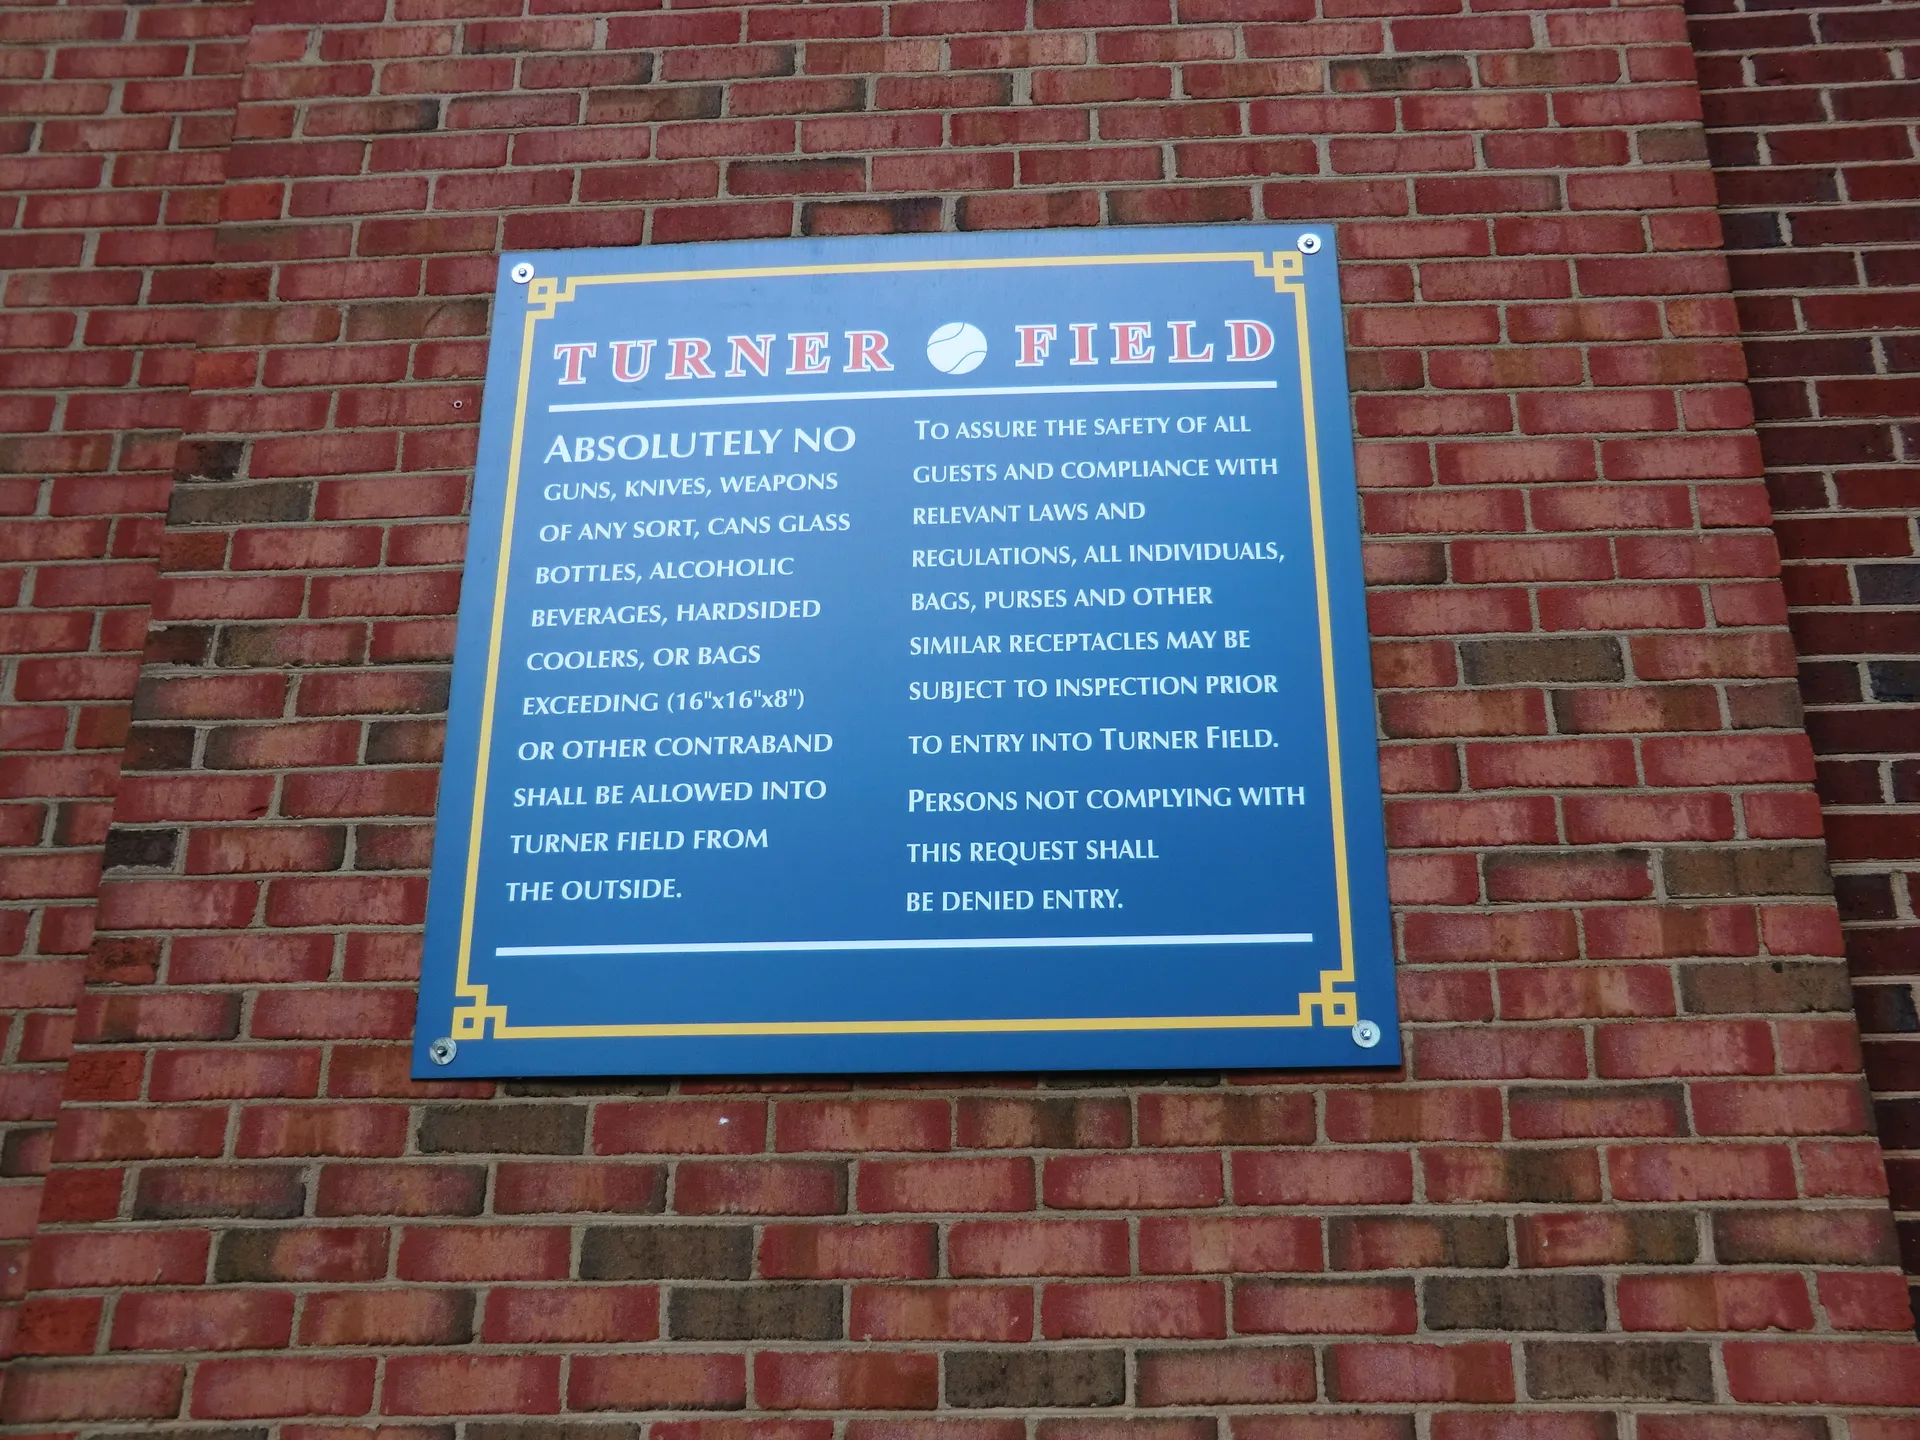 TURNER FIELD
ABSOLUTELY NO
GUNS, KNIVES, WEAPONS
OF ANY SORT, CANS GLASS
BOTTLES, ALCOHOLIC
BEVERAGES, HARDSIDED
COOLERS, OR BAGS
EXCEEDING (16"x16"x8")
OR OTHER CONTRABAND
SHALL BE ALLOWED INTO
TURNER FIELD FROM
THE OUTSIDE.
TO ASSURE THE SAFETY OF ALL
GUESTS AND COMPLIANCE WITH
RELEVANT LAWS AND
REGULATIONS, ALL INDIVIDUALS,
BAGS, PURSES AND OTHER
SIMILAR RECEPTACLES MAY BE
SUBJECT TO INSPECTION PRIOR
TO ENTRY INTO TURNER FIELD.
PERSONS NOT COMPLYING WITH
THIS REQUEST SHALL
BE DENIED ENTRY.